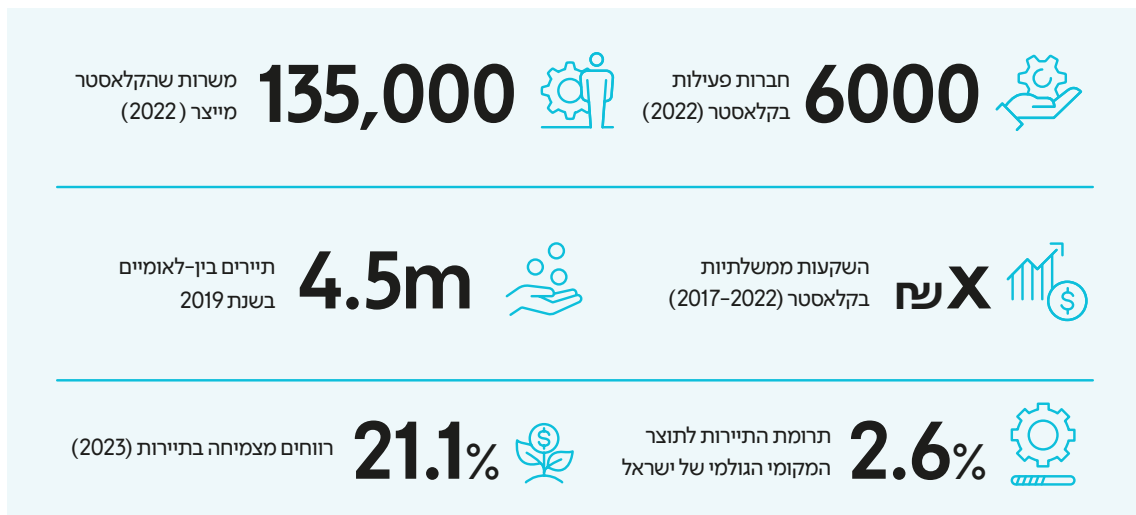 6000
חברות פעילות
בקלאסטר (2022)
135,000
משרות שהקלאסטר
מייצר ( 2022)
₪X
השקעות ממשלתיות
בקלאסטר (2017-2022)
4.5m
תיירים בין-לאומיים
בשנת 2019
2.6%
תרומת התיירות לתוצר
המקומי הגולמי של ישראל
21.1%
רווחים מצמיחה בתיירות (2023)